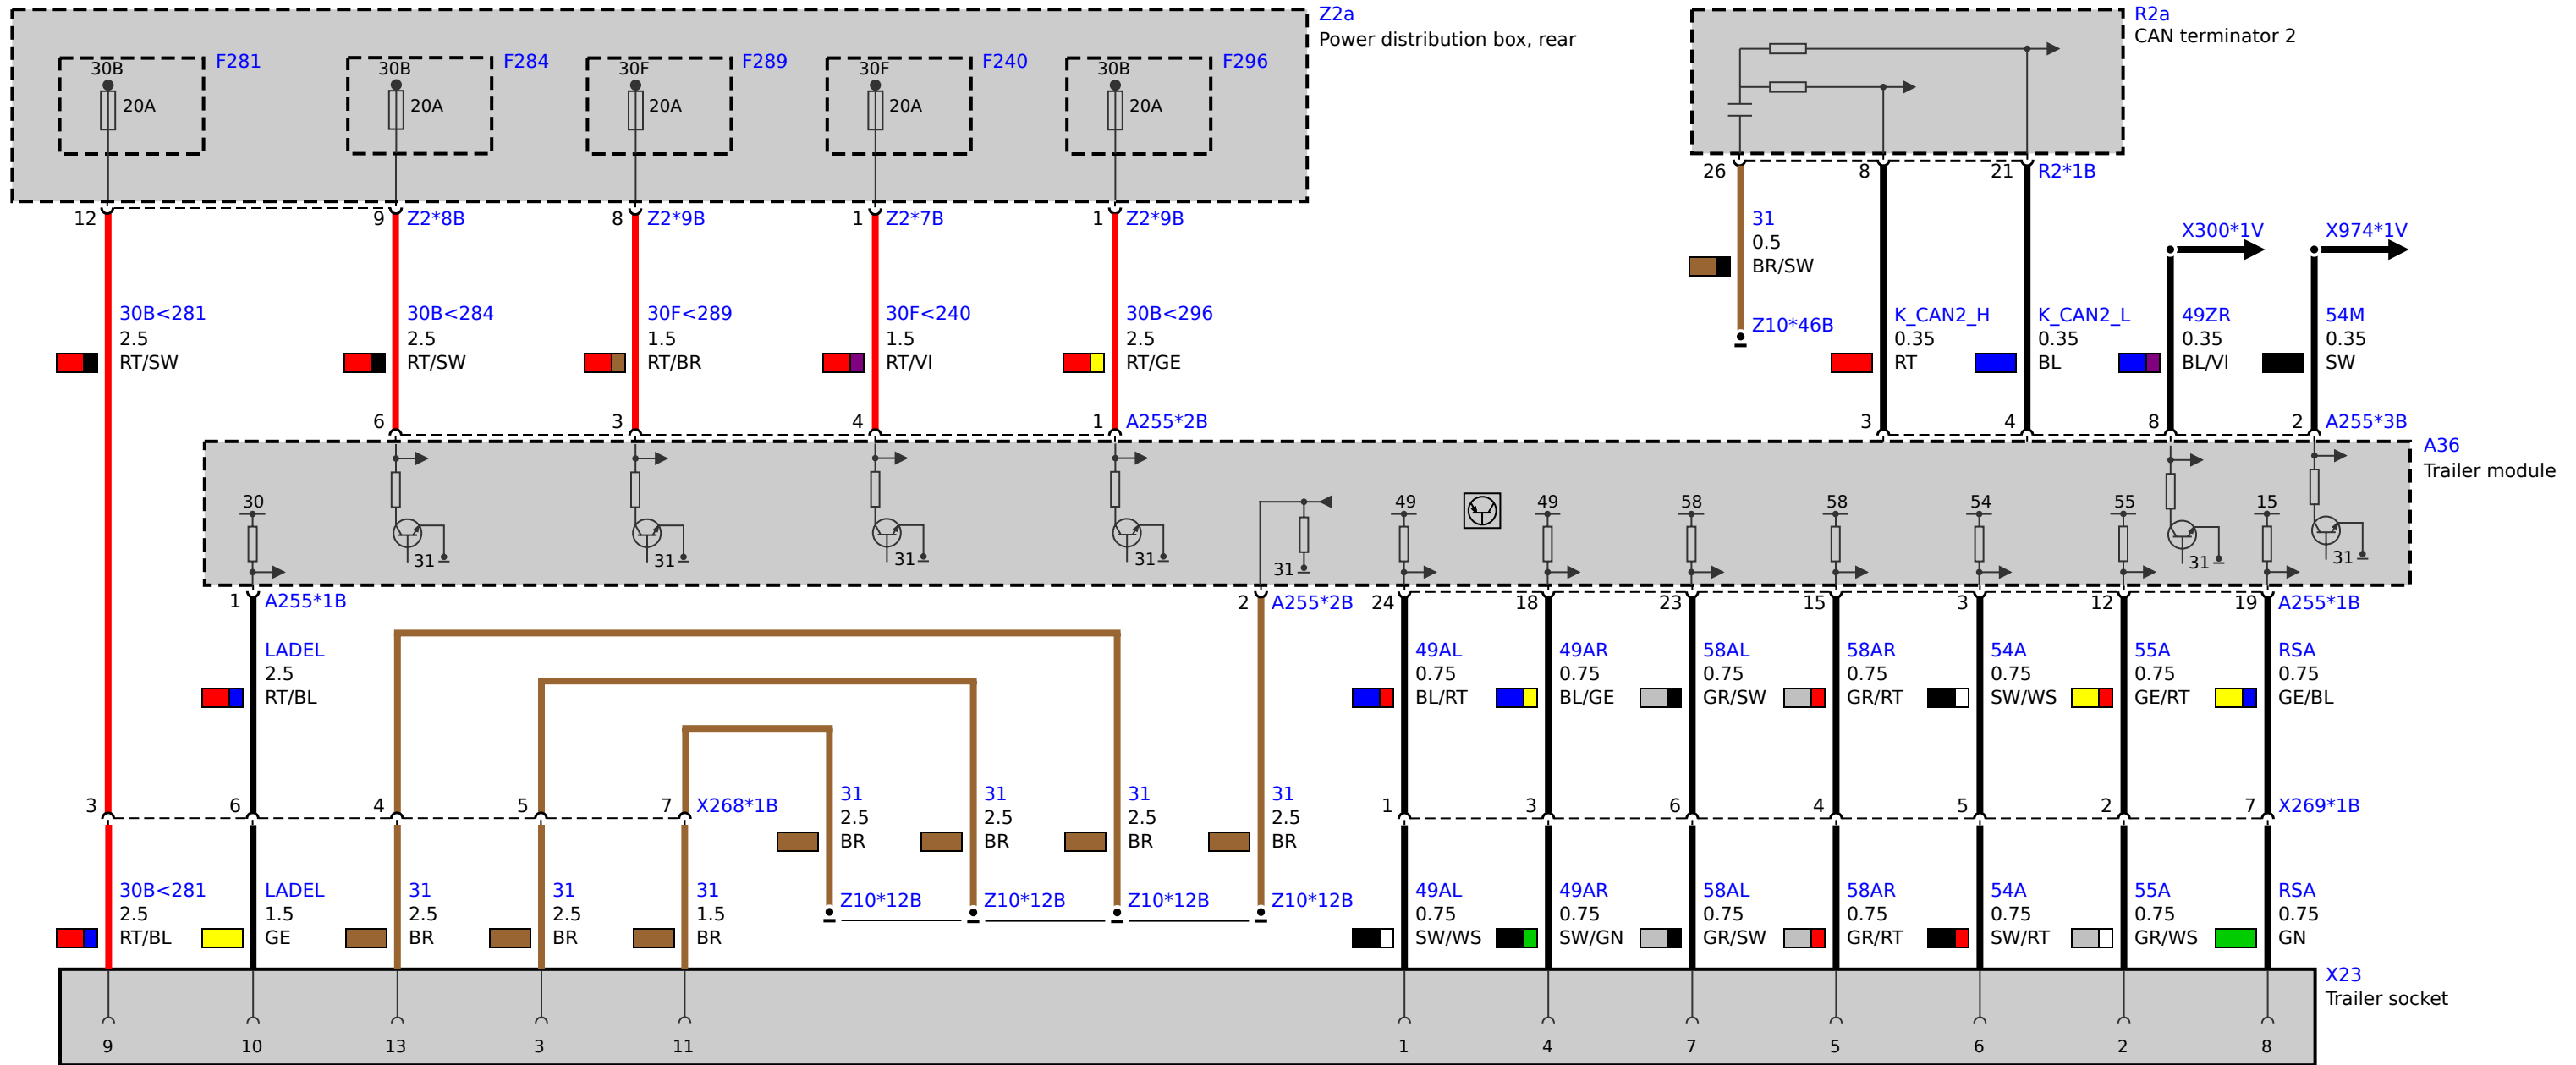 Z2a
Power distribution box, rear
R2a
CAN terminator 2
30B
F281
30B
F284
30F
F289
30F
F240
30B
F296
20A
20A
20A
20A
20A
26
8
21
R2*1B
12
9
Z2*8B
8
Z2*9B
1
Z2*7B
1
Z2*9B
31
0.5
BR/SW
X300*1V
X974*1V
30B<281
2.5
RT/SW
30B<284
2.5
RT/SW
30F<289
1.5
RT/BR
30F<240
1.5
RT/VI
30B<296
2.5
RT/GE
Z10*46B
K_CAN2_H
0.35
RT
K_CAN2_L
0.35
BL
49ZR
0.35
BL/VI
54M
0.35
SW
6
3
4
1
A255*2B
3
4
8
2
A255*3B
A36
Trailer module
30
31
31
31
31
31
49
49
58
58
54
55
31
15
31
1
A255*1B
2
A255*2B
24
18
23
15
3
12
19
A255*1B
LADEL
2.5
RT/BL
49AL
0.75
BL/RT
49AR
0.75
BL/GE
58AL
0.75
GR/SW
58AR
0.75
GR/RT
54A
0.75
SW/WS
55A
0.75
GE/RT
RSA
0.75
GE/BL
3
6
4
5
7
X268*1B
31
2.5
BR
31
2.5
BR
31
2.5
BR
31
2.5
BR
1
3
6
4
5
2
7
X269*1B
30B<281
2.5
RT/BL
LADEL
1.5
GE
31
2.5
BR
31
2.5
BR
31
1.5
BR
Z10*12B
Z10*12B
Z10*12B
Z10*12B
49AL
0.75
SW/WS
49AR
0.75
SW/GN
58AL
0.75
GR/SW
58AR
0.75
GR/RT
54A
0.75
SW/RT
55A
0.75
GR/WS
RSA
0.75
GN
X23
Trailer socket
9
10
13
3
11
1
4
7
5
6
2
8